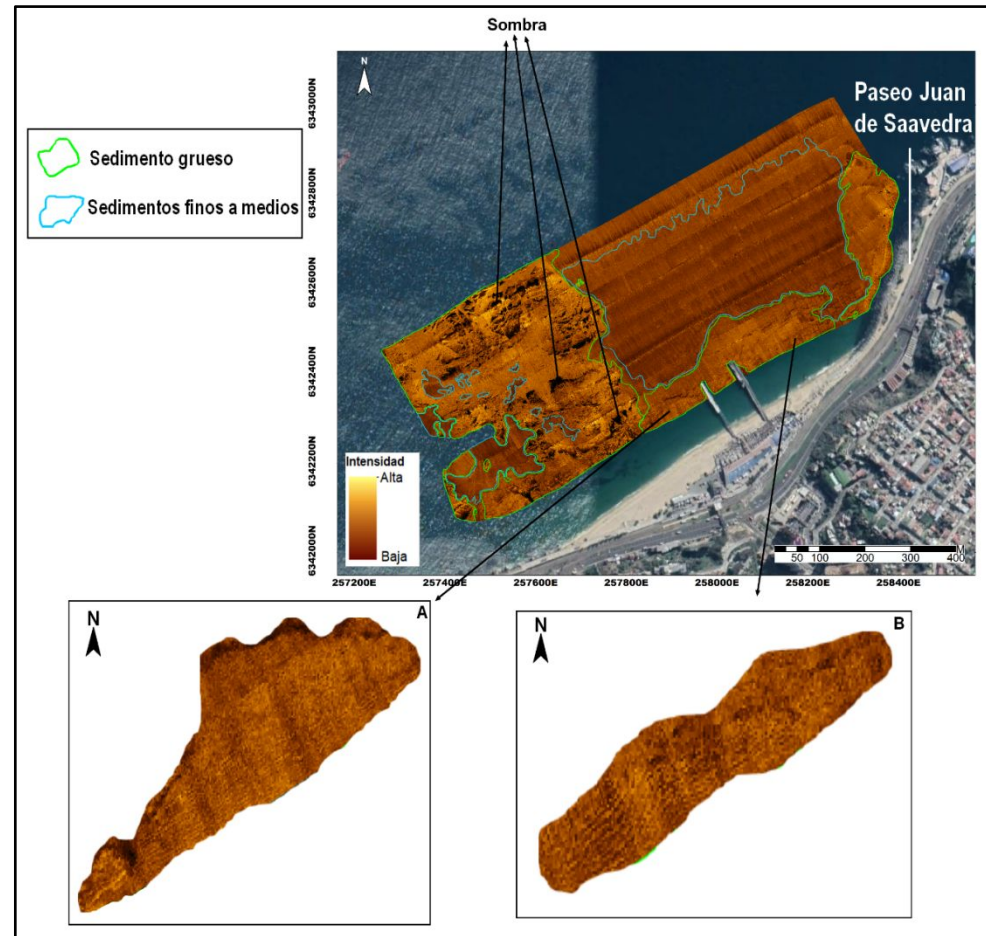 Sombra
N
Paseo Juan
de Saavedra
Sedimento grueso
Sedimentos finos a medios
6343000N
6342800N
6342600N
6342400N
6342200N
6342000N
Intensidad
Alta
Baja
50 100 200 300 400
M
257200E 257400E 257600E 257800E 258000E 258200E 258400E
N
A
N
B